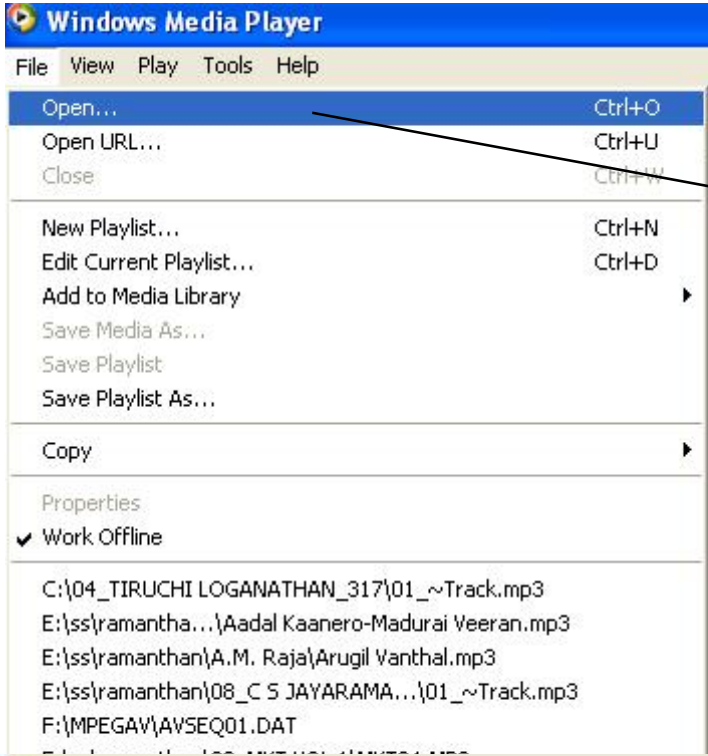 Windows Media Player
File View Play Tools Help
Open... Ctrl+O
Open URL... Ctrl+U
Close Ctrl+W
New Playlist... Ctrl+N
Edit Current Playlist... Ctrl+D
Add to Media Library
Save Media As...
Save Playlist
Save Playlist As...
Copy
Properties
Work Offline
C:\04_TIRUCHI LOGANATHAN_317\01_~Track.mp3
E:\ss\ramantha...\Aadal Kaanero-Madurai Veeran.mp3
E:\ss\ramanthan\A.M. Raja\Arugil Vanthal.mp3
E:\ss\ramanthan\08_C S JAYARAMA...\01_~Track.mp3
F:\MPEGAV\AVSEQ01.DAT